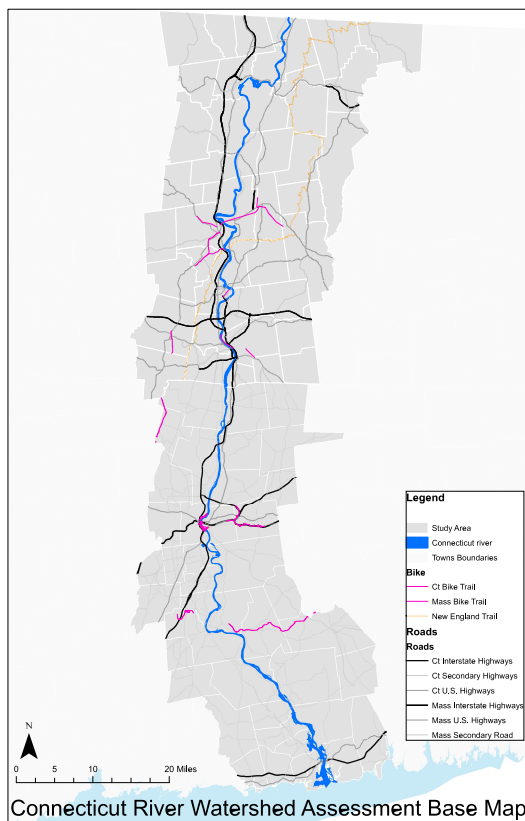 Legend
Study Area
Connecticut river
Towns Boundaries
Bike
Ct Bike Trail
Mass Bike Trail
New England Trail
Roads
Roads
Ct Interstate Highways
Ct Secondary Highways
Ct U.S. Highways
Mass Interstate Highways
Mass U.S. Highways
Mass Secondary Road
N
0 5 10 20 Miles
Connecticut River Watershed Assessment Base Map